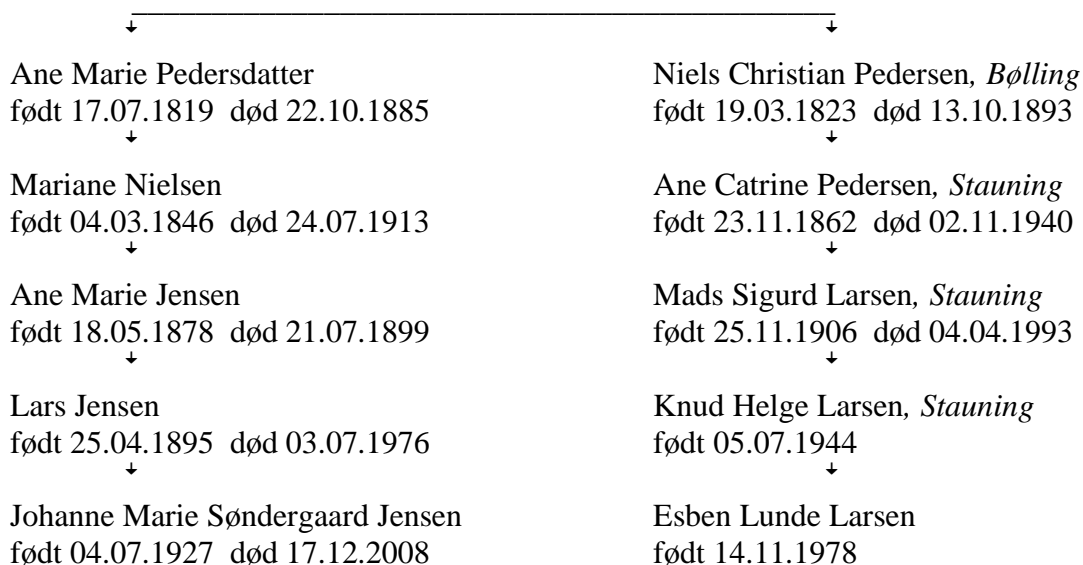 Ane Marie Pedersdatter
født 17.07.1819 død 22.10.1885
Mariane Nielsen
født 04.03.1846 død 24.07.1913
Ane Marie Jensen
født 18.05.1878 død 21.07.1899
Lars Jensen
født 25.04.1895 død 03.07.1976
Johanne Marie Søndergaard Jensen
født 04.07.1927 død 17.12.2008
Niels Christian Pedersen, Bølling
født 19.03.1823 død 13.10.1893
Ane Catrine Pedersen, Stauning
født 23.11.1862 død 02.11.1940
Mads Sigurd Larsen, Stauning
født 25.11.1906 død 04.04.1993
Knud Helge Larsen, Stauning
født 05.07.1944
Esben Lunde Larsen
født 14.11.1978